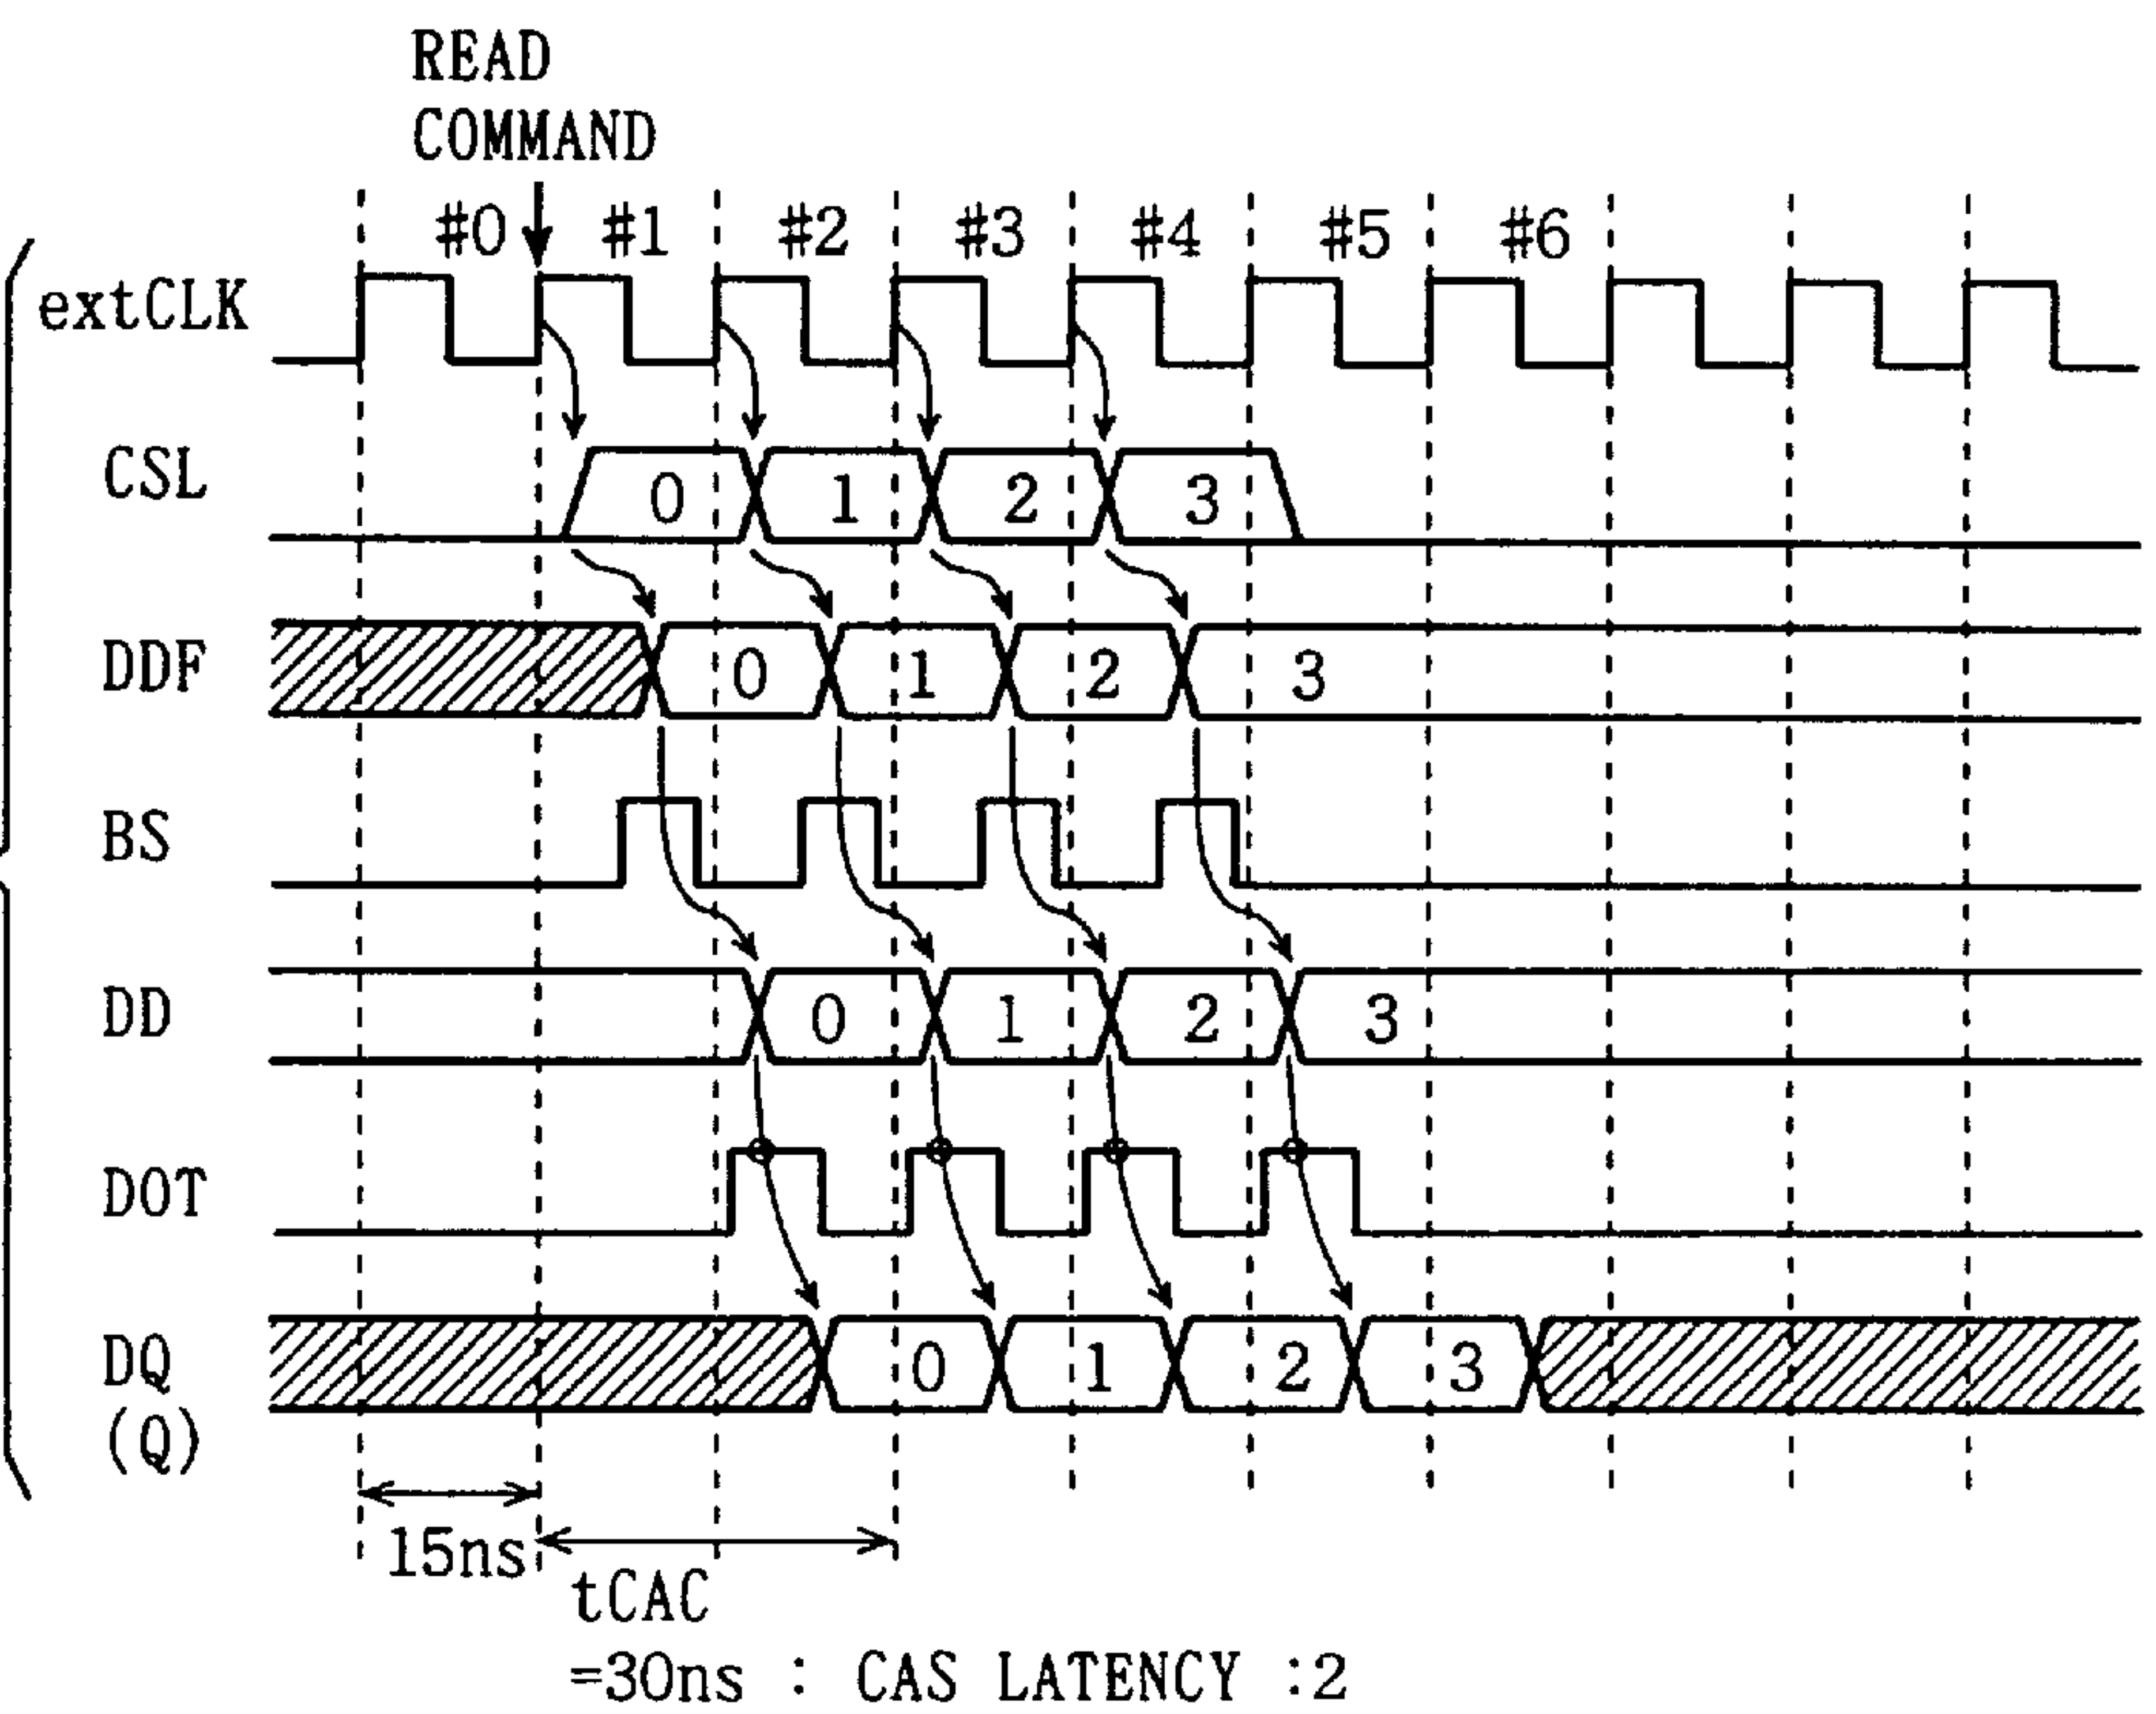 READ
COMMAND
#0 #1 #2 #3 #4 #5 #6
extCLK
CSL 0 1 2 3
DDF 0 1 2 3
BS
DD 0 1 2 3
DOT
DQ 0 1 2 3
(Q)
15ns
tCAC
=30ns : CAS LATENCY :2